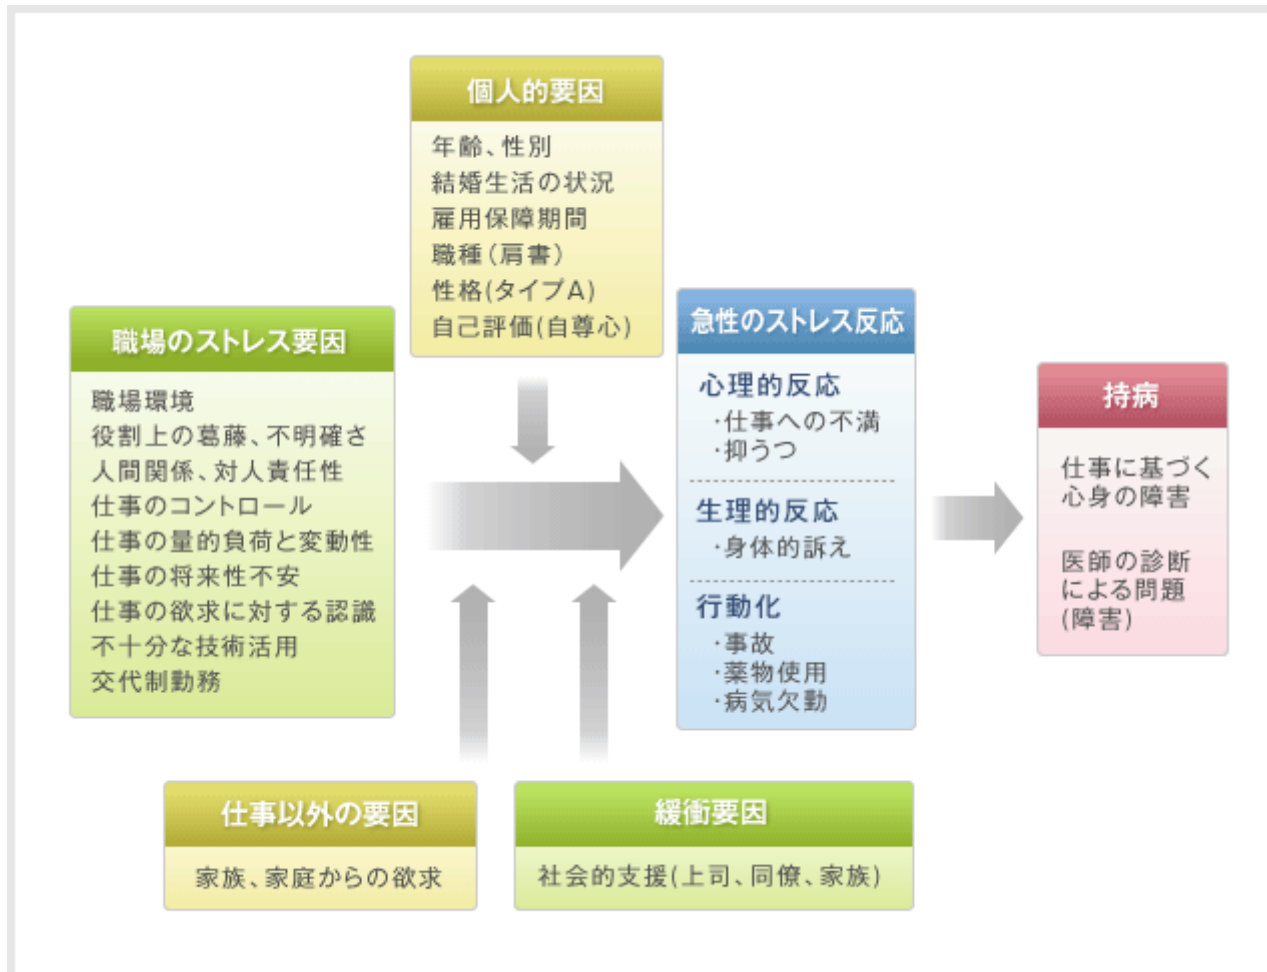 個人的要因
年齢、性別
結婚生活の状況
雇用保障期間
職種(肩書)
性格(タイプA)
自己評価(自尊心)
職場のストレス要因
職場環境
役割上の葛藤、不明確さ
人間関係、対人責任性
仕事のコントロール
仕事の量的負荷と変動性
仕事の将来性不安
仕事の欲求に対する認識
不十分な技術活用
交代制勤務
急性のストレス反応
心理的反応
・仕事への不満
・抑うつ
生理的反応
・身体的訴え
行動化
・事故
・薬物使用
・病気欠勤
持病
仕事に基づく
心身の障害
医師の診断
による問題
(障害)
仕事以外の要因
家族、家庭からの欲求
緩衝要因
社会的支援(上司、同僚、家族)